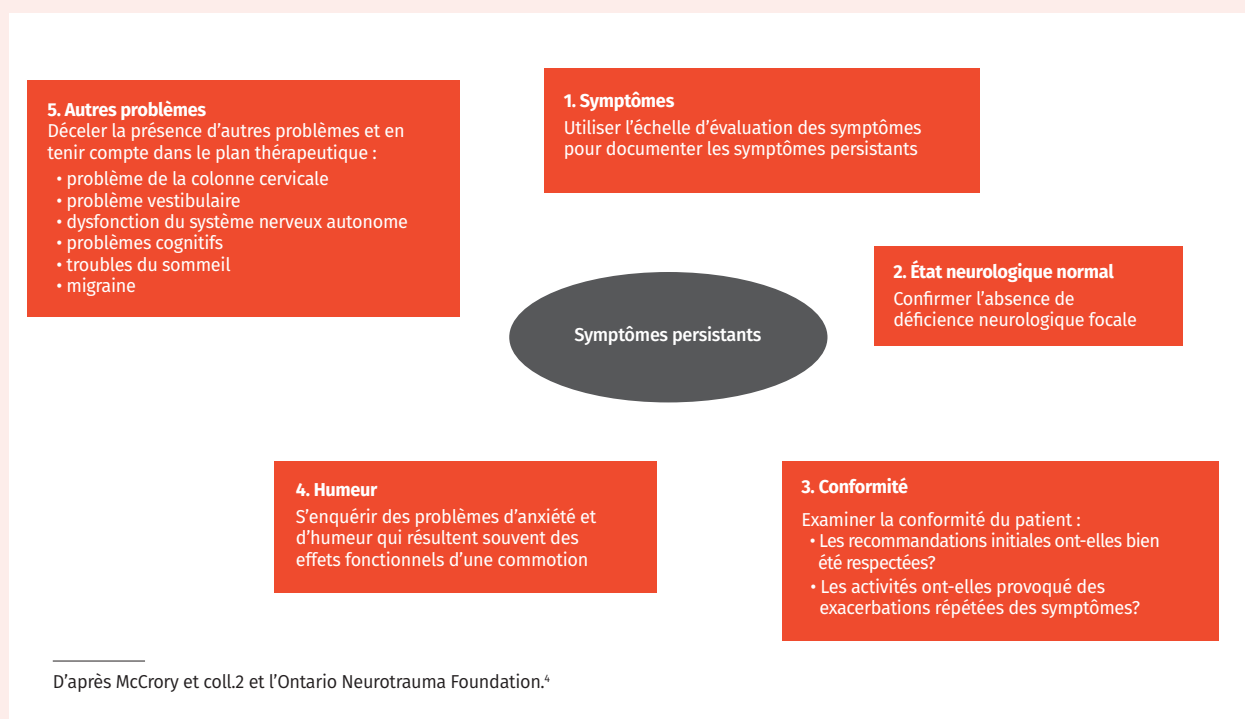 5. Autres problèmes
Déceler la présence d'autres problèmes et en
tenir compte dans le plan thérapeutique :
• problème de la colonne cervicale
• problème vestibulaire
• dysfonction du système nerveux autonome
• problèmes cognitifs
• troubles du sommeil
• migraine
1. Symptômes
Utiliser l'échelle d'évaluation des symptômes
pour documenter les symptômes persistants
2. État neurologique normal
Confirmer l'absence de
déficience neurologique focale
Symptômes persistants
4. Humeur
S'enquérir des problèmes d'anxiété et
d'humeur qui résultent souvent des
effets fonctionnels d'une commotion
3. Conformité
Examiner la conformité du patient :
• Les recommandations initiales ont-elles bien
été respectées?
• Les activités ont-elles provoqué des
exacerbations répétées des symptômes?
D'après McCrory et coll.2 et l'Ontario Neurotrauma Foundation.⁴